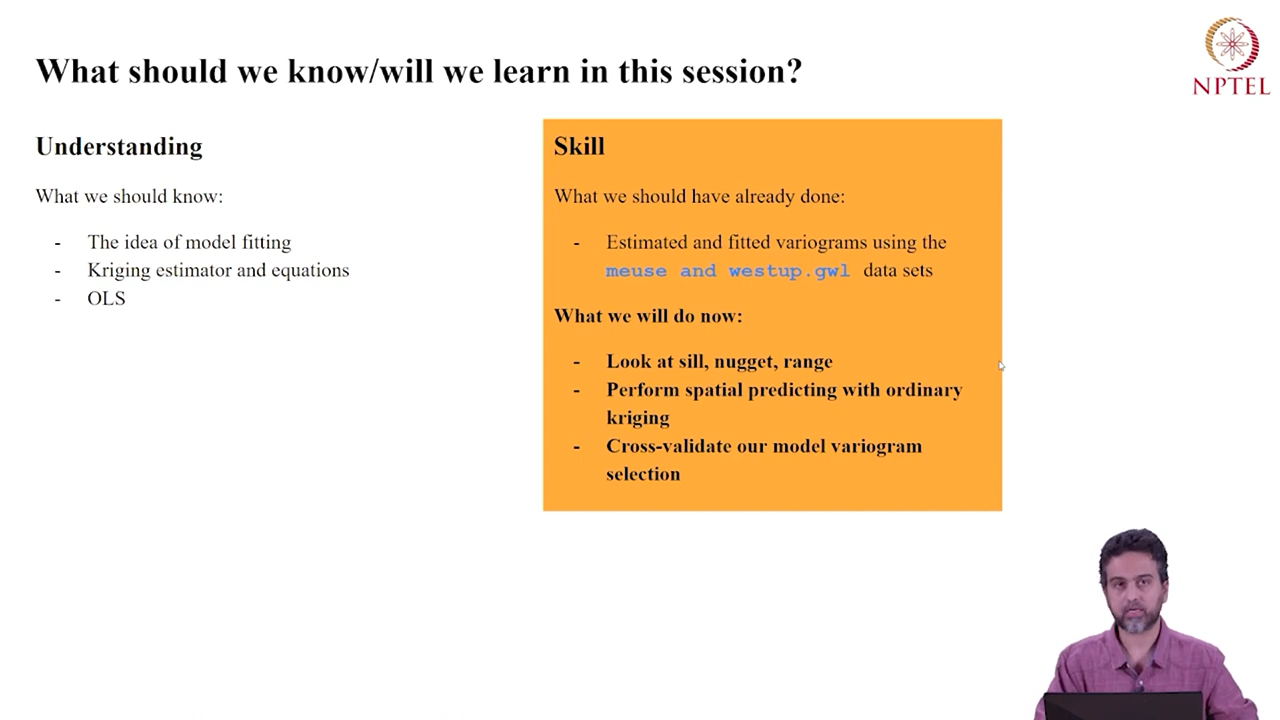 What should we know/will we learn in this session?
NPTEL
Understanding
What we should know:
- The idea of model fitting
- Kriging estimator and equations
- OLS
Skill
What we should have already done:
- Estimated and fitted variograms using the
meuse and westup.gwl data sets
What we will do now:
- Look at sill, nugget, range
- Perform spatial predicting with ordinary
kriging
- Cross-validate our model variogram
selection